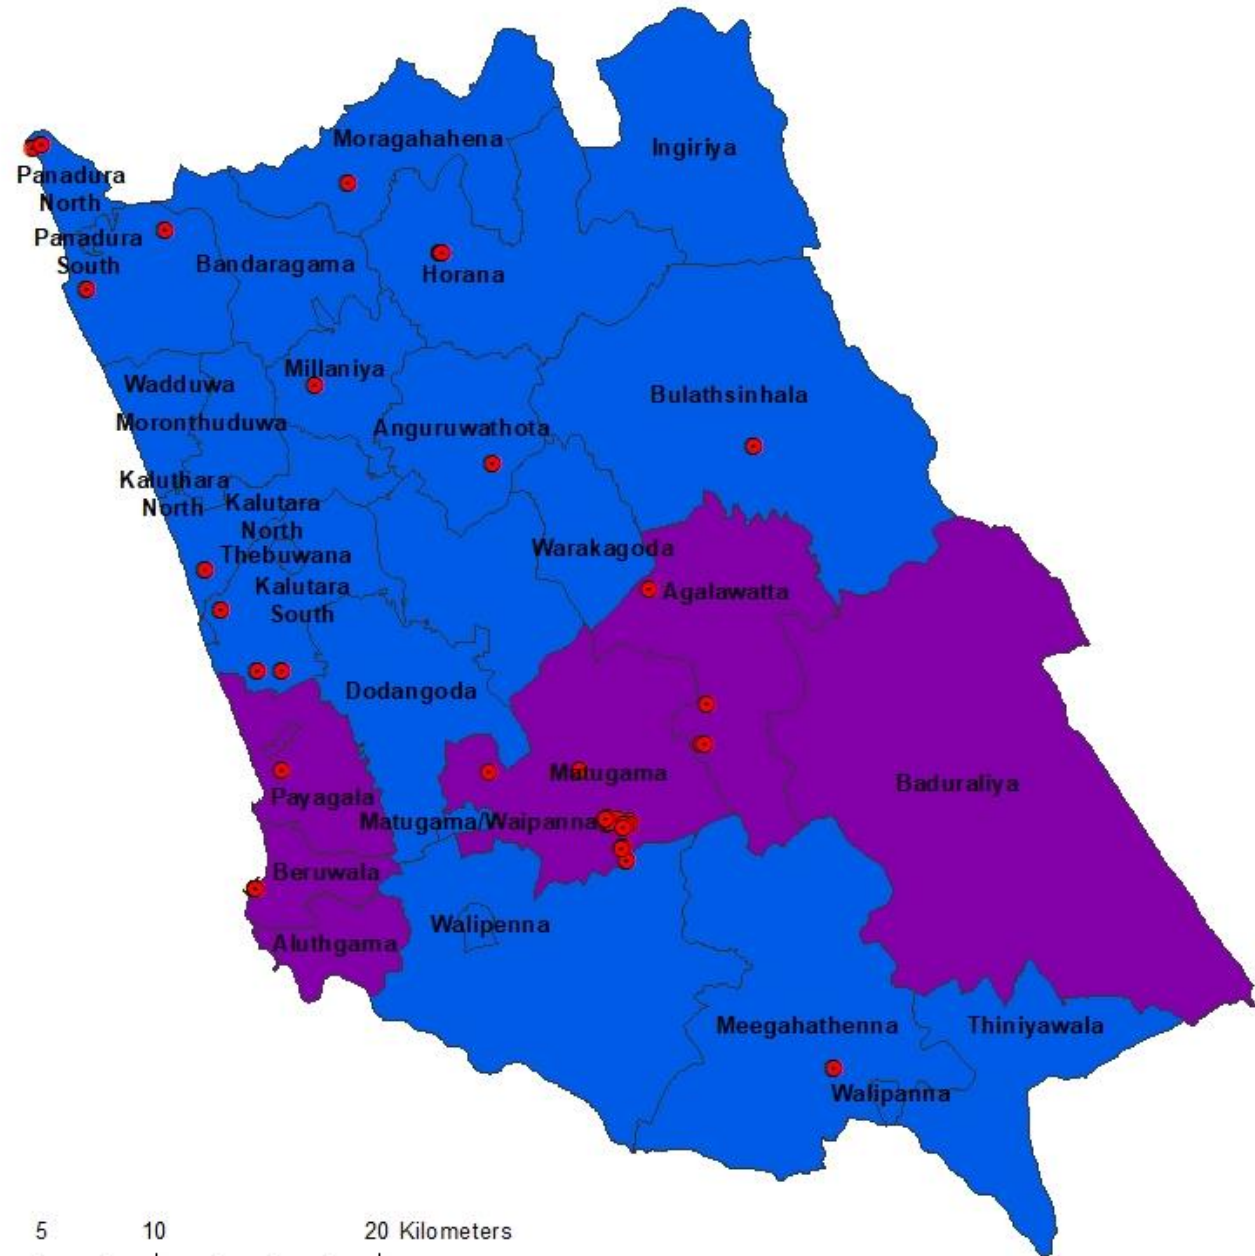 Moragahahena
Ingiriya
Panadura
North
Panadura
South
Bandaragama
Horana
Millaniya
Wadduwa
Bulathsinhala
Moronthuduwa
Anguruwathota
Kaluthara
North
Kalutara
North
Thebuwana
Warakagoda
Kalutara
South
Agalawatta
Dodangoda
Matugama
Baduraliya
Payagala
Matugama/Waipanna
Beruwala
Walipenna
Aluthgama
Meegahathenna
Thiniyawala
Walipanna
5 10 20 Kilometers